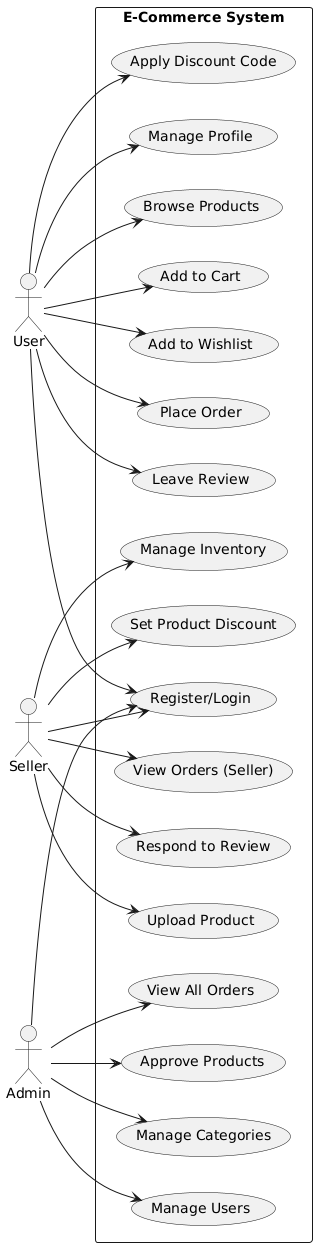 E-Commerce System
Apply Discount Code
Manage Profile
Browse Products
Add to Cart
User
Add to Wishlist
Place Order
Leave Review
Manage Inventory
Set Product Discount
Register/Login
Seller
View Orders (Seller)
Respond to Review
Upload Product
View All Orders
Approve Products
Admin
Manage Categories
Manage Users